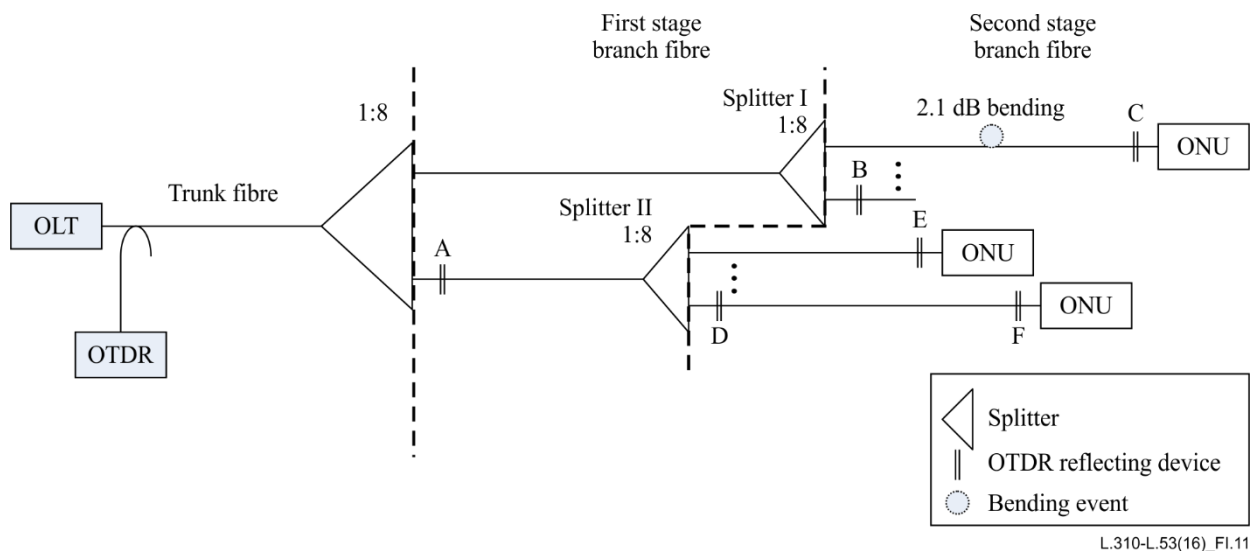 First stage
branch fibre
Second stage
branch fibre
1:8
Splitter I
1:8
2.1 dB bending
C
ONU
B
Trunk fibre
Splitter II
1:8
OLT
A
E
ONU
D
F
ONU
OTDR
Splitter
OTDR reflecting device
Bending event
L.310-L.53(16)_FI.11